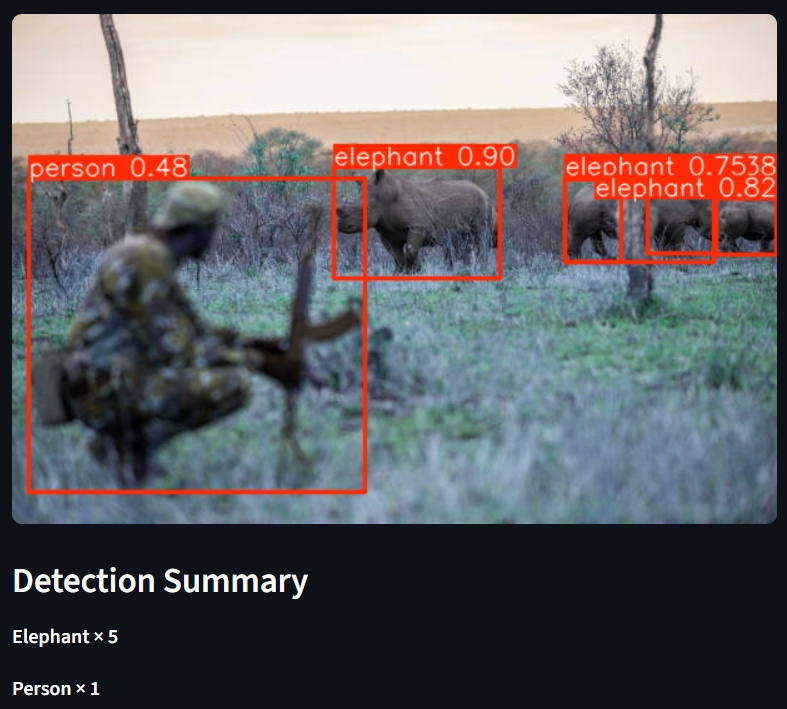 person 0.48
elephant 0.90
elephant 0.7538
elephant 0.82
Detection Summary
Elephant × 5
Person × 1